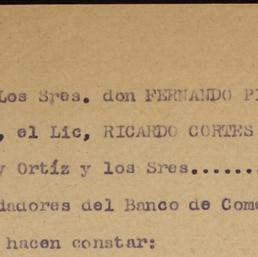 Los Sres. don FERNANDO
, el Lic, RICARDO CORTES
y Ortíz y los Sres.......
dadores del Banco de Come
hacen constar: